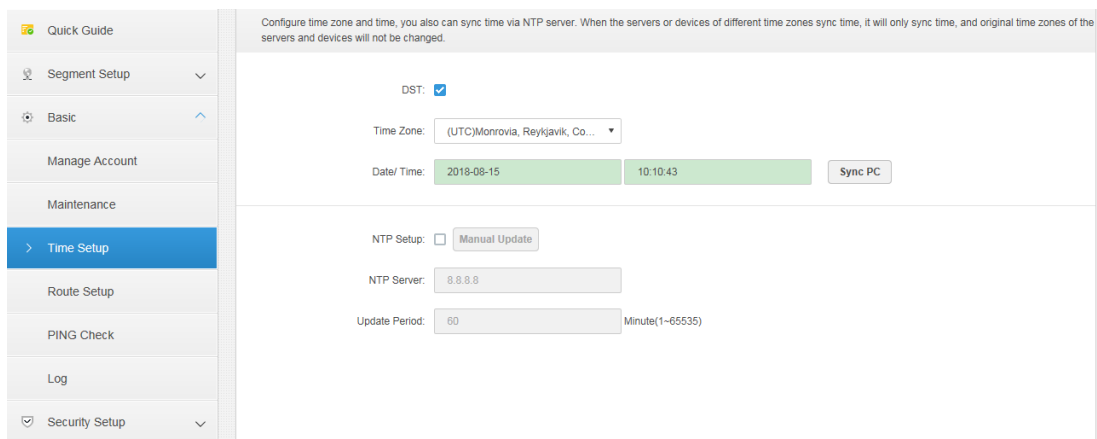 Quick Guide
Segment Setup
Basic
Manage Account
Maintenance
Time Setup
Route Setup
PING Check
Log
Security Setup
Configure time zone and time, you also can sync time via NTP server. When the servers or devices of different time zones sync time, it will only sync time, and original time zones of the
servers and devices will not be changed.
DST:
Time Zone: (UTC)Monrovia, Reykjavik, Co...
Date/ Time: 2018-08-15 10:10:43 Sync PC
NTP Setup: Manual Update
NTP Server: 8.8.8.8
Update Period: 60 Minute(1~65535)